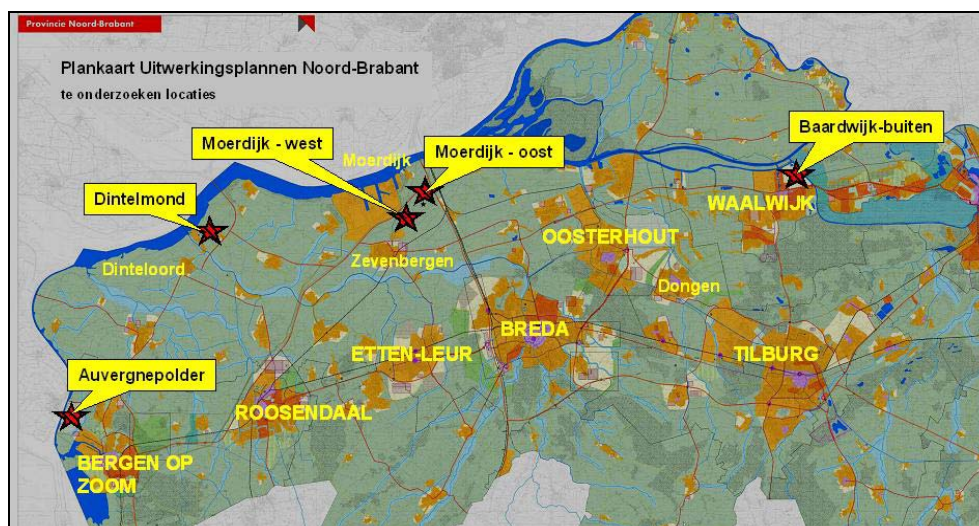 Provincie Noord-Brabant
Plankaart Uitwerkingsplannen Noord-Brabant
te onderzoeken locaties
Moerdijk - west
Moerdijk
Moerdijk - oost
Baardwijk-buiten
Dintelmond
WAALWIJK
OOSTERHOUT
Dinteloord
Zevenbergen
Dongen
BREDA
ETTEN-LEUR
TILBURG
Auvergnepolder
ROOSENDAAL
BERGEN OP
ZOOM